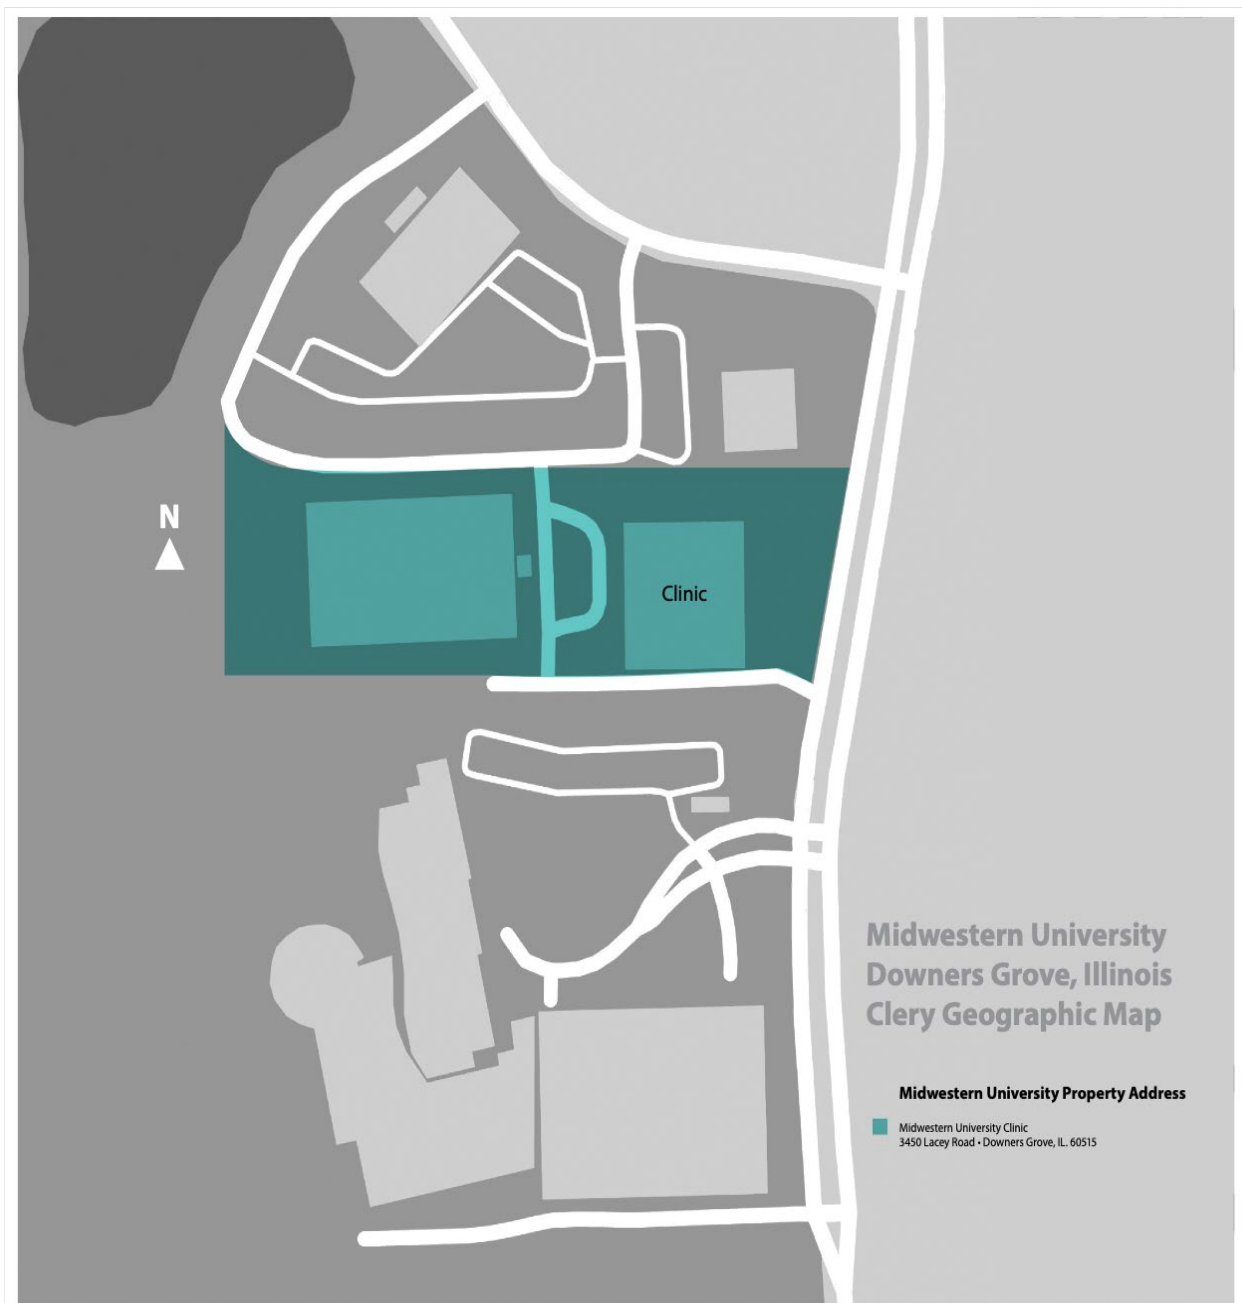 N
Clinic
Midwestern University
Downers Grove, Illinois
Clery Geographic Map
Midwestern University Property Address
Midwestern University Clinic
3450 Lacey Road • Downers Grove, IL. 60515